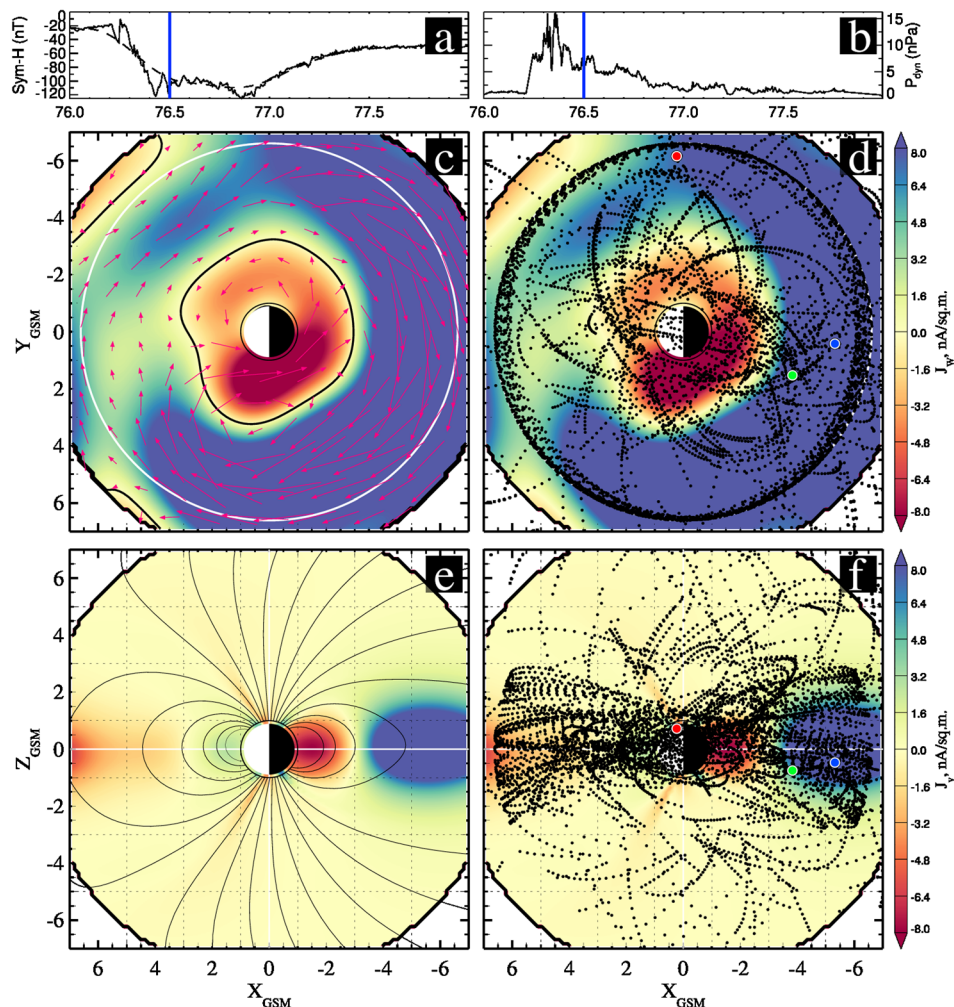 Sym-H (nT)
0
-20
-40
-60
-80
-100
-120
a
76.0 76.5 77.0 77.5
b
15
10
5
0
P_dyn (nPa)
76.0 76.5 77.0 77.5
c
d
Y_GSM
-6
-4
-2
0
2
4
6
8.0
6.4
4.8
3.2
1.6
0.0
-1.6
-3.2
-4.8
-6.4
-8.0
J_ψ, nA/sq.m.
e
f
Z_GSM
6
4
2
0
-2
-4
-6
6 4 2 0 -2 -4 -6
X_GSM
6 4 2 0 -2 -4 -6
X_GSM
8.0
6.4
4.8
3.2
1.6
0.0
-1.6
-3.2
-4.8
-6.4
-8.0
J_y, nA/sq.m.